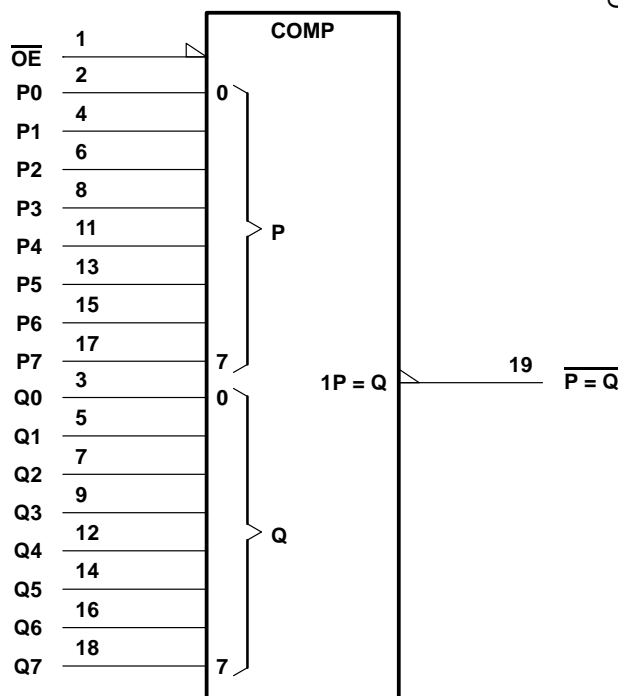 COMP
OE 1
P0 2 0
P1 4
P2 6
P3 8
P4 11
P
P5 13
P6 15
P7 17 7
1P = Q 19 P = Q
Q0 3 0
Q1 5
Q2 7
Q3 9
Q4 12
Q
Q5 14
Q6 16
Q7 18 7